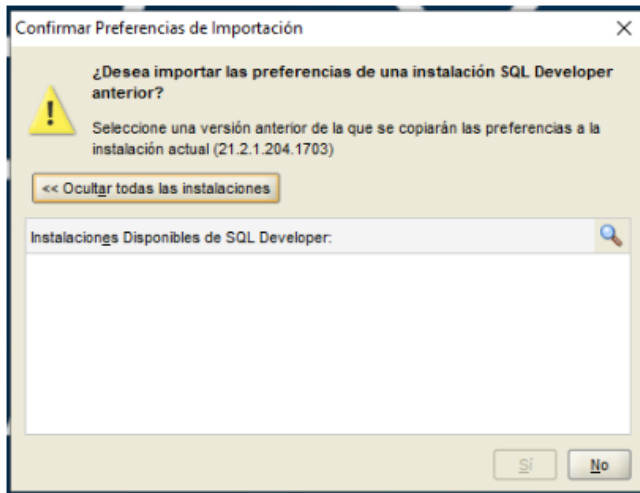 Confirmar Preferencias de Importación
¿Desea importar las preferencias de una instalación SQL Developer
anterior?
Seleccione una versión anterior de la que se copiarán las preferencias a la
instalación actual (21.2.1.204.1703)
<< Ocultar todas las instalaciones
Instalaciones Disponibles de SQL Developer:
Sí
No